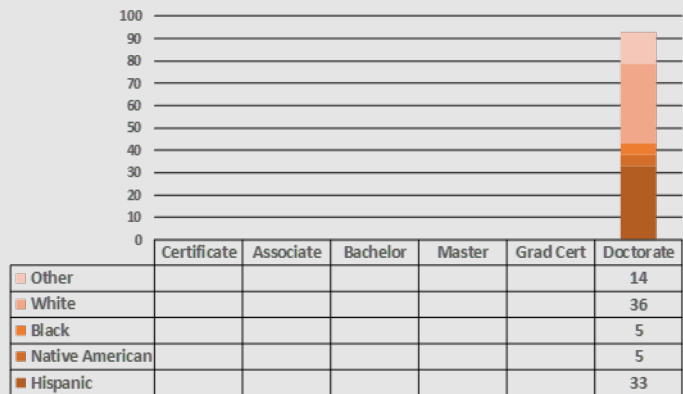 100
90
80
70
60
50
40
30
20
10
0
Certificate Associate Bachelor Master Grad Cert Doctorate
Other 14
White 36
Black 5
Native American 5
Hispanic 33